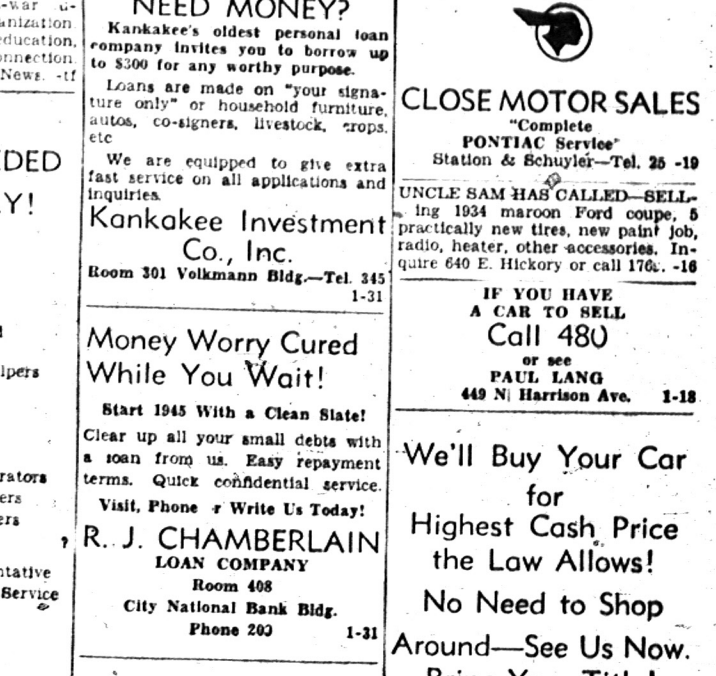 -war
anization
education,
nnection
News. -tf
DED
Y!
lpers
rators
ers
ers
?
ntative
Service
NEED MONEY?
Kankakee's oldest personal loan
company invites you to borrow up
to $300 for any worthy purpose.
Loans are made on "your signa-
ture only" or household furniture,
autos, co-signers, livestock, crops,
etc
We are equipped to give extra
fast service on all applications and
inquiries.
Kankakee Investment
Co., Inc.
Room 301 Volkmann Bldg.—Tel. 345
1-31
Money Worry Cured
While You Wait!
Start 1945 With a Clean Slate!
Clear up all your small debts with
a loan from us. Easy repayment
terms. Quick confidential service.
Visit, Phone r Write Us Today!
R. J. CHAMBERLAIN
LOAN COMPANY
Room 408
City National Bank Bldg.
Phone 203 1-31
CLOSE MOTOR SALES
"Complete
PONTIAC Service"
Station & Schuyler—Tel. 25 -19
UNCLE SAM HAS CALLED—SELL-
ing 1934 maroon Ford coupe, 5
practically new tires, new paint job,
radio, heater, other accessories. In-
quire 640 E. Hickory or call -16
IF YOU HAVE
A CAR TO SELL
Call 480
or see
PAUL LANG
449 N. Harrison Ave. 1-18
We'll Buy Your Car
for
Highest Cash Price
the Law Allows!
No Need to Shop
Around—See Us Now.
Bring Your Title!